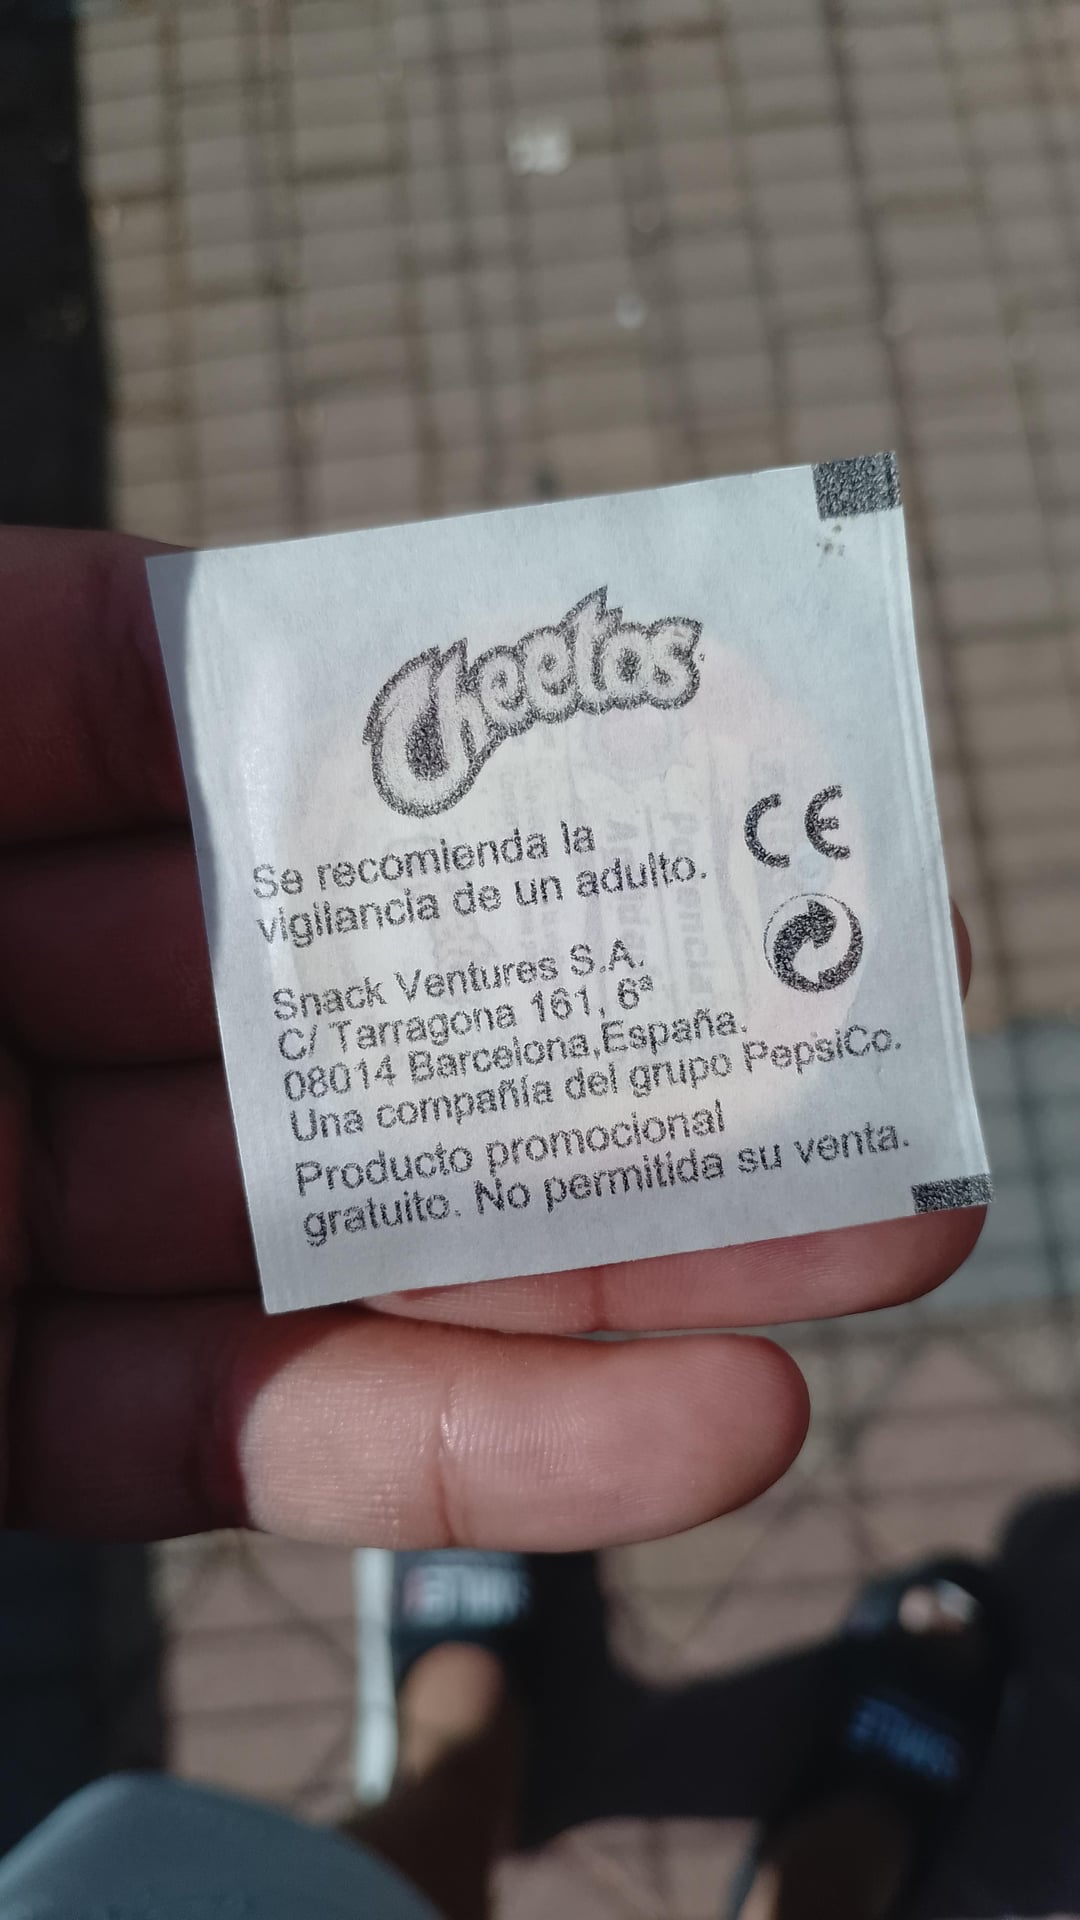 Cheetos
Se recomienda la
vigilancia de un adulto.
CE
Snack Ventures S.A.
C/ Tarragona 161, 6ª
08014 Barcelona,España.
Una compañía del grupo PepsiCo.
Producto promocional
gratuito. No permitida su venta.